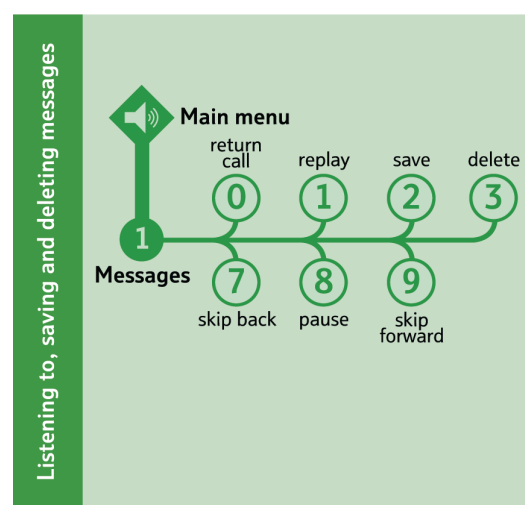 Listening to, saving and deleting messages
Main menu
return
call
replay
save
delete
0
1
2
3
1
Messages
7
8
9
skip back
pause
skip
forward